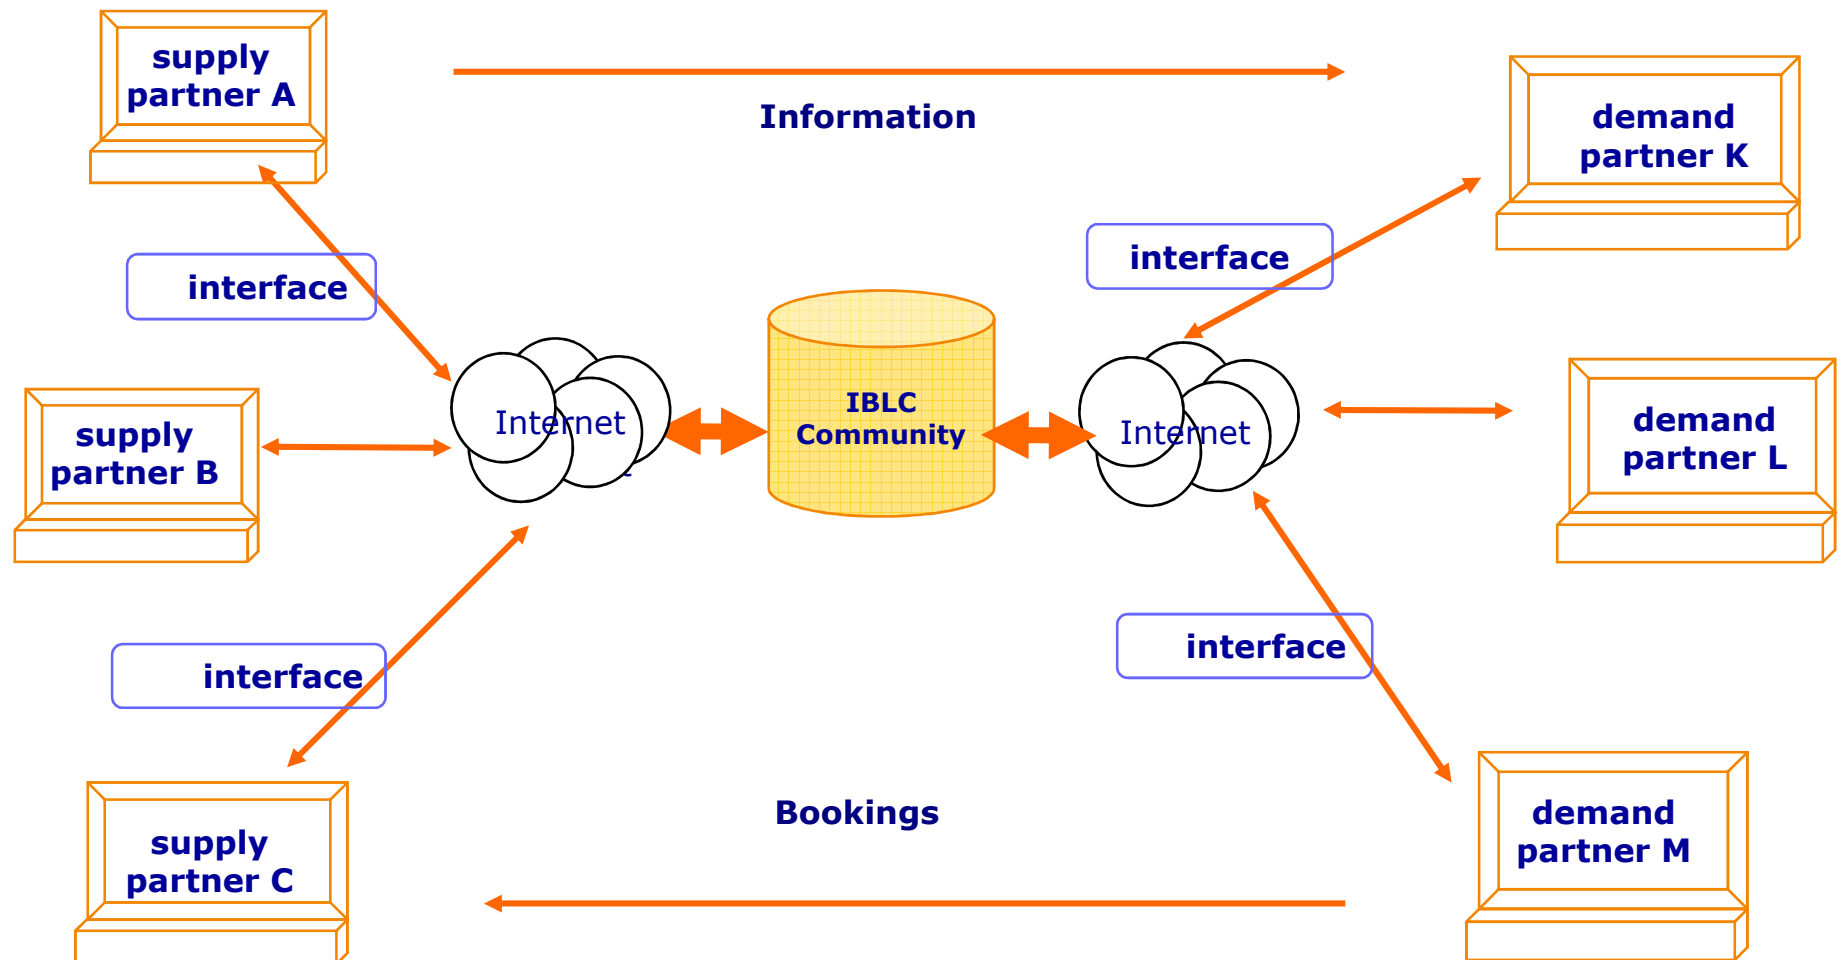 supply
partner A
Information
demand
partner K
interface
interface
IBLC
Community
Internet
Internet
supply
partner B
demand
partner L
interface
interface
Bookings
supply
partner C
demand
partner M